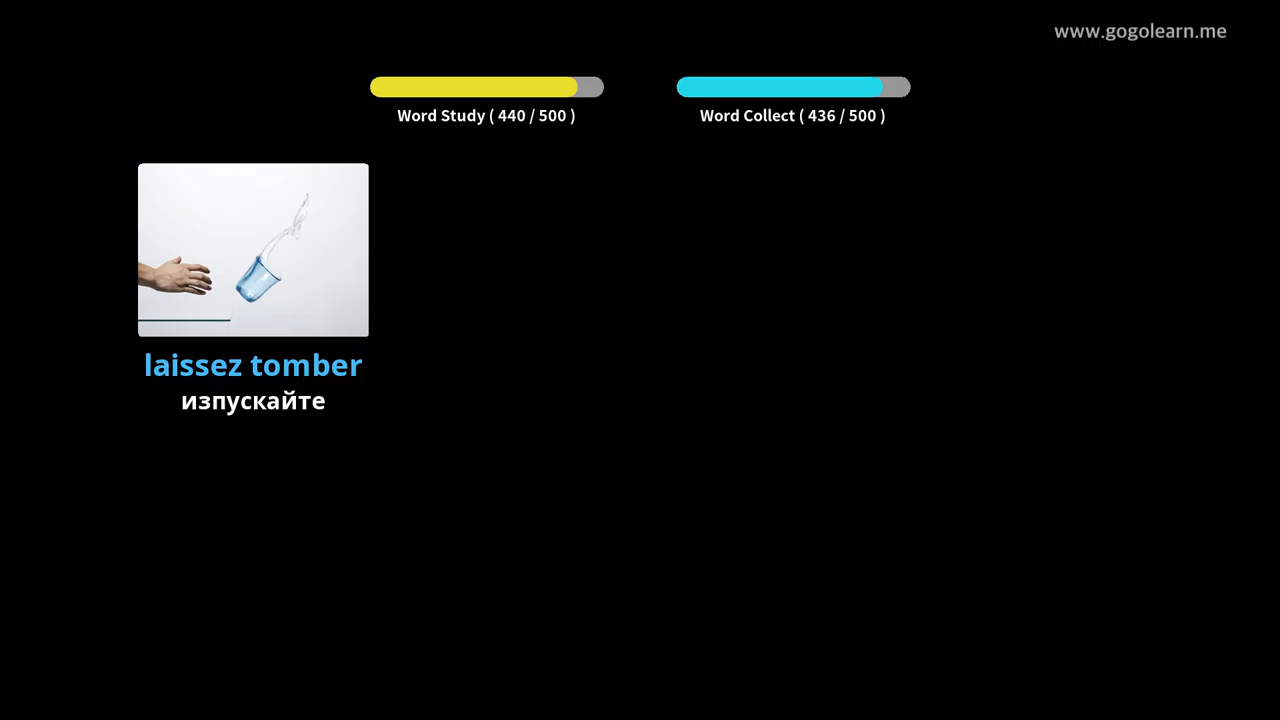 www.gogolearn.me
Word Study ( 440 / 500 )
Word Collect ( 436 / 500 )
laissez tomber
изпускайте